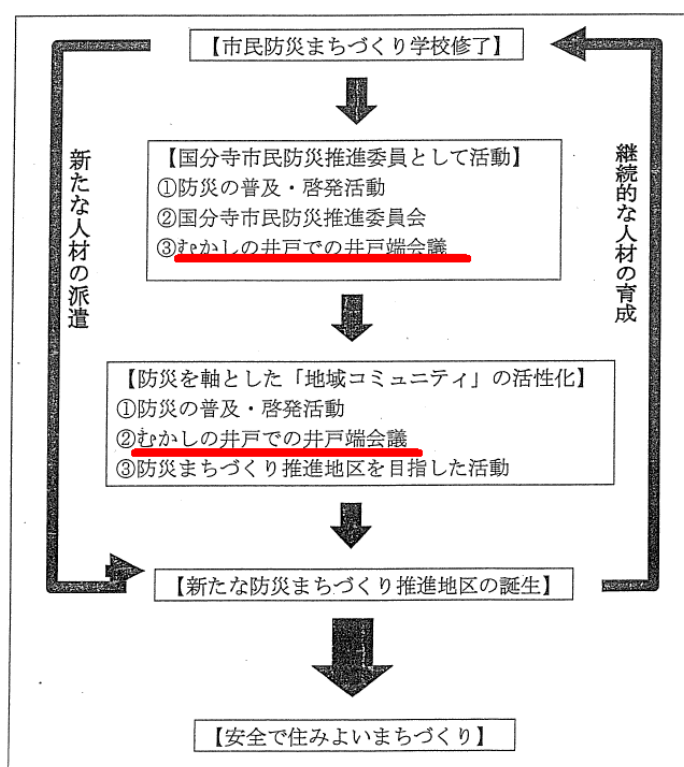 【市民防災まちづくり学校修了】
新たな人材の派遣
継続的な人材の育成
【国分寺市民防災推進委員として活動】
①防災の普及・啓発活動
②国分寺市民防災推進委員会
③むかしの井戸での井戸端会議
【防災を軸とした「地域コミュニティ」の活性化】
①防災の普及・啓発活動
②むかしの井戸での井戸端会議
③防災まちづくり推進地区を目指した活動
【新たな防災まちづくり推進地区の誕生】
【安全で住みよいまちづくり】